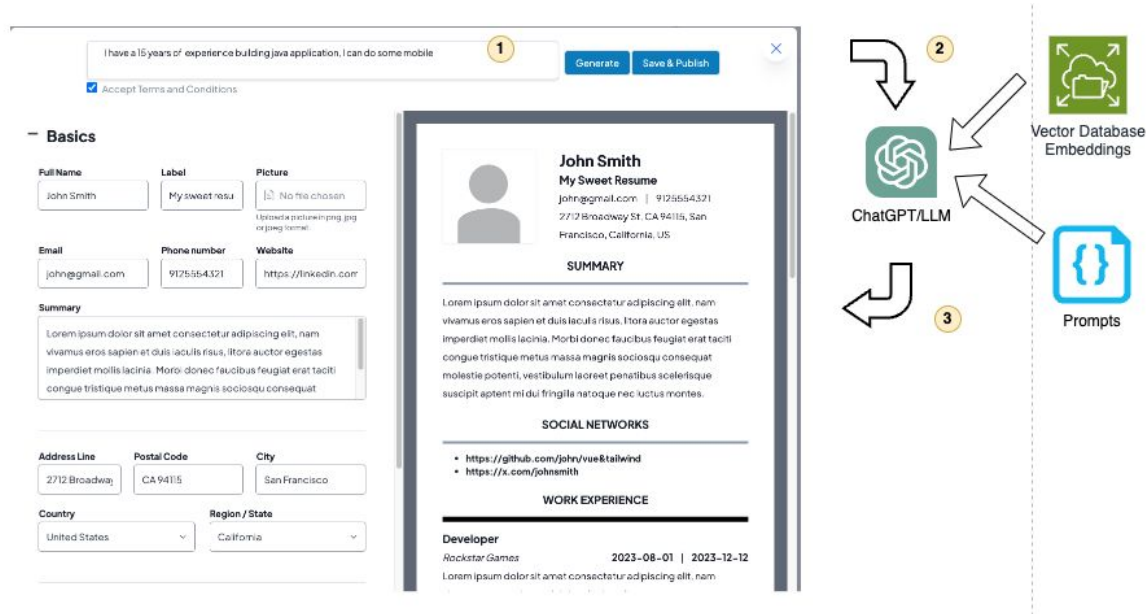 I have a 15 years of experience building java application, I can do some mobile
1
Generate
Save & Publish
Accept Terms and Conditions
2
Vector Database
Embeddings
ChatGPT/LLM
Prompts
3
Basics
Full Name
Label
Picture
John Smith
My sweet resu
No file chosen
Upload a picture in png, jpg
or jpeg format.
Email
Phone number
Website
john@gmail.com
9125554321
https://linkedin.com
Summary
Lorem ipsum dolor sit amet consectetur adipiscing elit, nam
vivamus eros sapien et duis iaculis risus, litora auctor egestas
imperdiet mollis lacinia. Morbi donec faucibus feugiat erat taciti
congue tristique metus massa magnis sociosqu consequat
Address Line
Postal Code
City
2712 Broadway
CA 94115
San Francisco
Country
Region / State
United States
California
John Smith
My Sweet Resume
john@gmail.com | 9125554321
2712 Broadway St. CA 94115, San
Francisco, California, US
SUMMARY
Lorem ipsum dolor sit amet consectetur adipiscing elit, nam
vivamus eros sapien et duis iaculis risus, litora auctor egestas
imperdiet mollis lacinia. Morbi donec faucibus feugiat erat taciti
congue tristique metus massa magnis sociosqu consequat
molestie potenti, vestibulum laoreet penatibus scelerisque
suscipit aptent mi dui fringilla natoque nec luctus montes.
SOCIAL NETWORKS
https://github.com/john/vue&tailwind
https://x.com/johnsmith
WORK EXPERIENCE
Developer
Rockstar Games
2023-08-01 | 2023-12-12
Lorem ipsum dolor sit amet consectetur adipiscing elit, nam